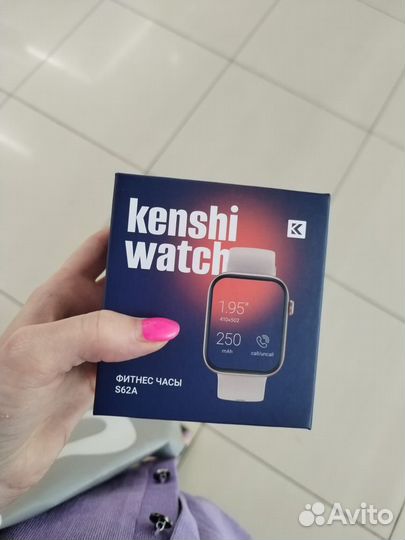 kenshi
watch
1.95"
410×502
250
mAh
call/uncall
ФИТНЕС ЧАСЫ
S62A
Avito